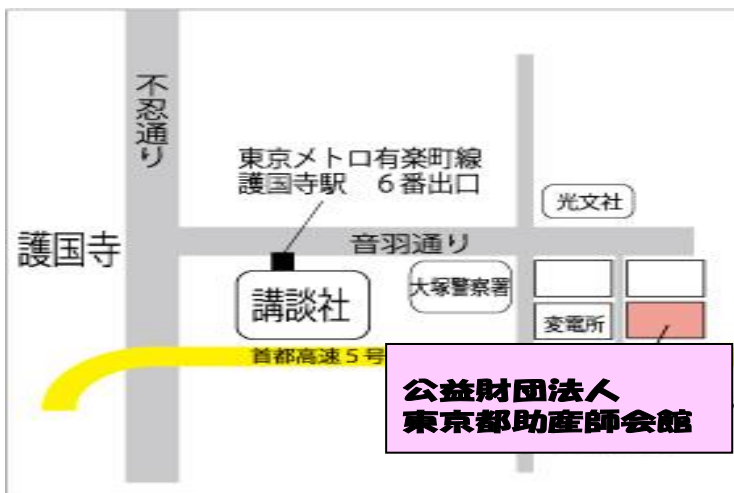 不忍通り
東京メトロ有楽町線
護国寺駅 6番出口
光文社
護国寺
音羽通り
講談社
大塚警察署
変電所
首都高速5号
公益財団法人
東京都助産師会館